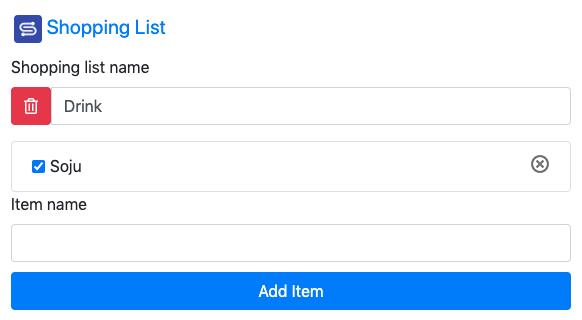 Shopping List
Shopping list name
Drink
Soju
Item name
Add Item